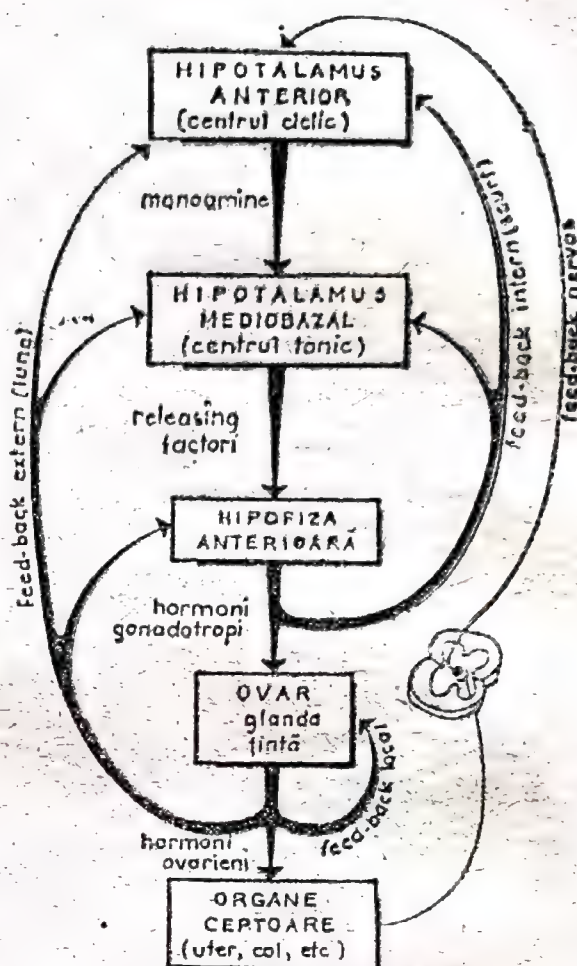 HIPOTALAMUS
ANTERIOR
(centrul ciclic)
monoamine
HIPOTALAMUS
MEDIOBAZAL
(centrul tonic)
releasing
factori
HIPOFIZA
ANTERIOARĂ
hormoni
gonadotropi
OVAR
glanda
țintă
hormoni
ovarieni
ORGANE
CEPTOARE
(uter, col, etc)
feed-back extern (lung)
feed-back intern (scurt)
feed-back nervos
feed-back local